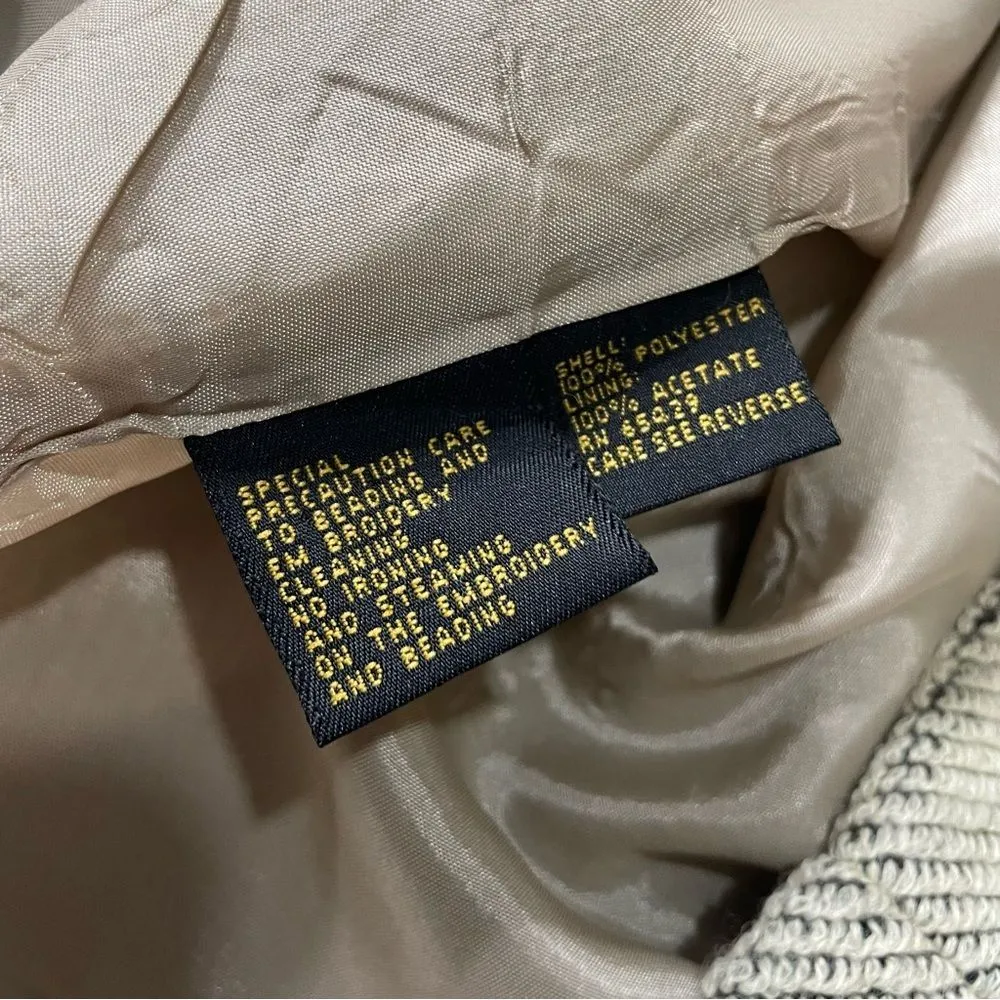 SPECIAL
PRECAUTION CARE
TO BEADING AND
EM BROIDERY
CLEANING
NO IRONING
AND STEAMING
ON THE EMBROIDERY
AND BEADING
SHELL:
100% POLYESTER
LINING:
100% ACETATE
RN 65429
CARE SEE REVERSE